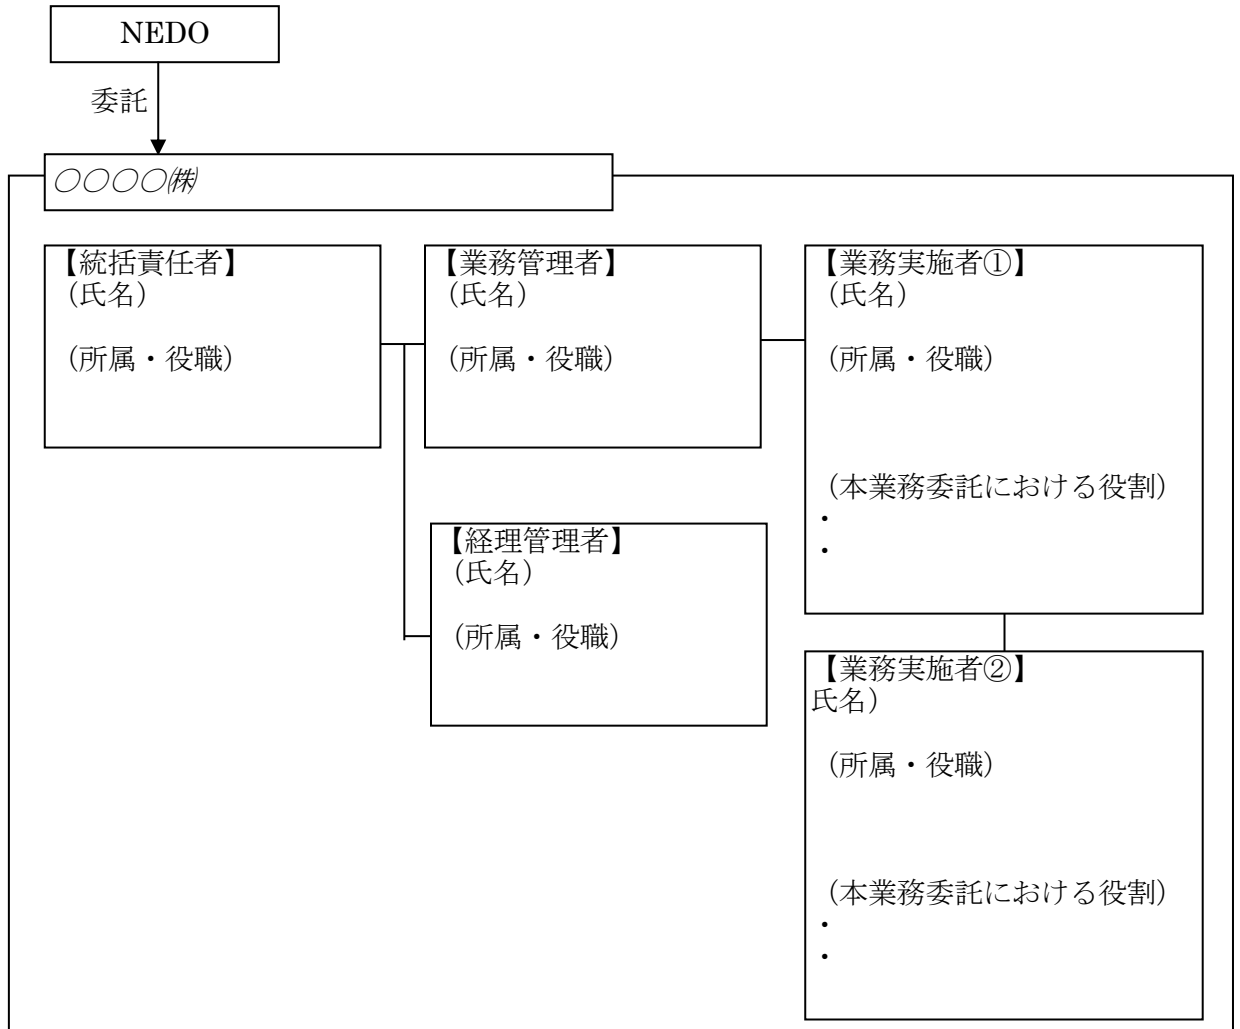 NEDO
委託
○○○○㈱
【統括責任者】
（氏名）
（所属・役職）
【業務管理者】
（氏名）
（所属・役職）
【経理管理者】
（氏名）
（所属・役職）
【業務実施者①】
（氏名）
（所属・役職）
（本業務委託における役割）
・
・
【業務実施者②】
氏名）
（所属・役職）
（本業務委託における役割）
・
・